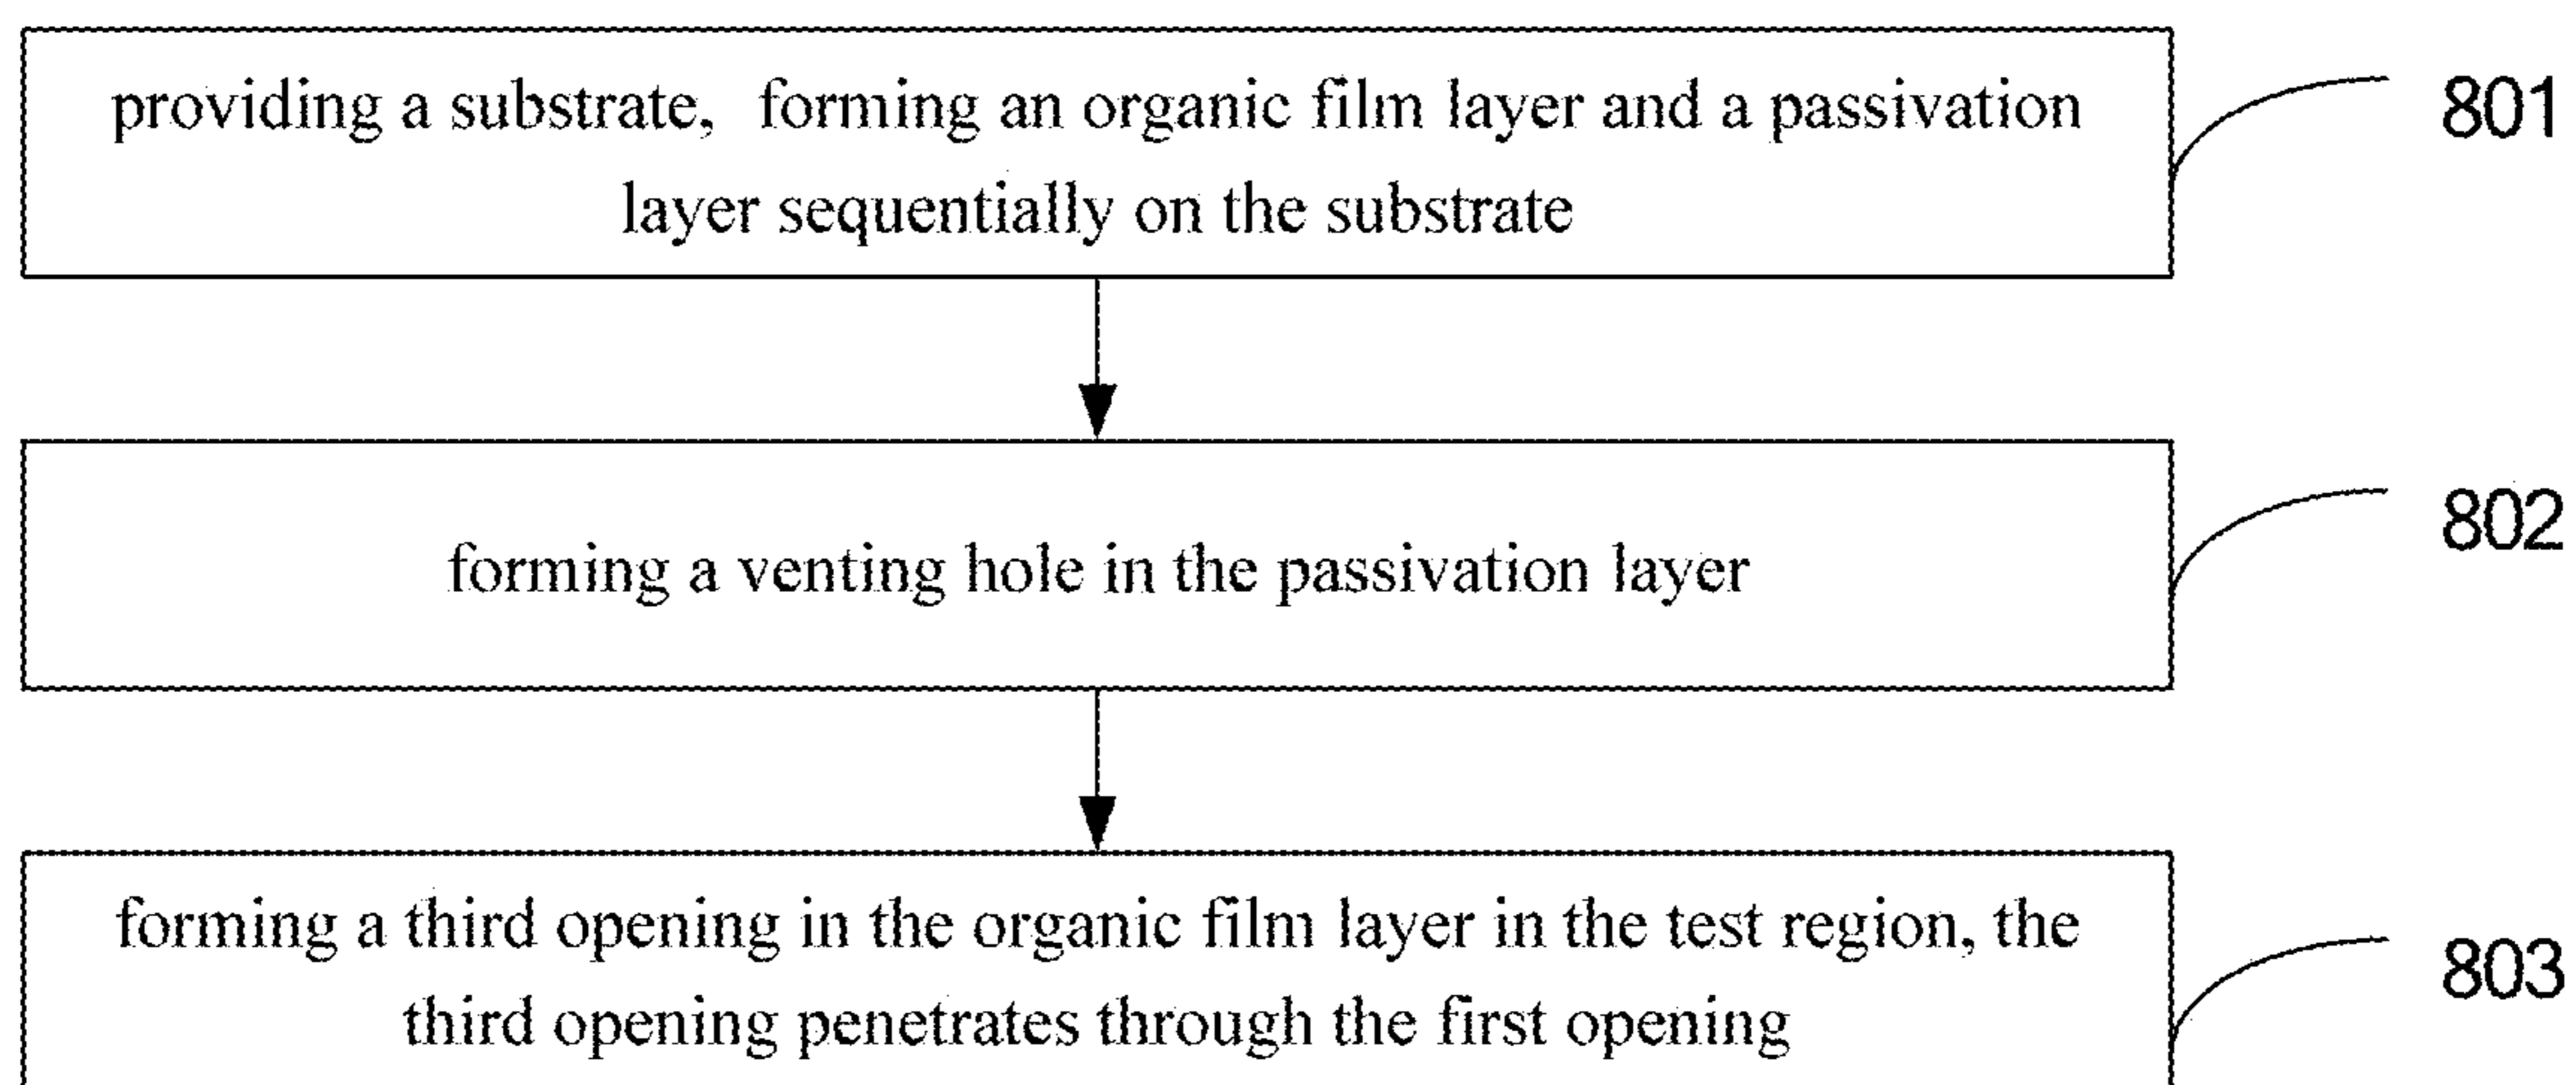 providing a substrate, forming an organic film layer and a passivation
801
layer sequentially on the substrate
forming a venting hole in the passivation layer
802
forming a third opening in the organic film layer in the test region, the
803
third opening penetrates through the first opening